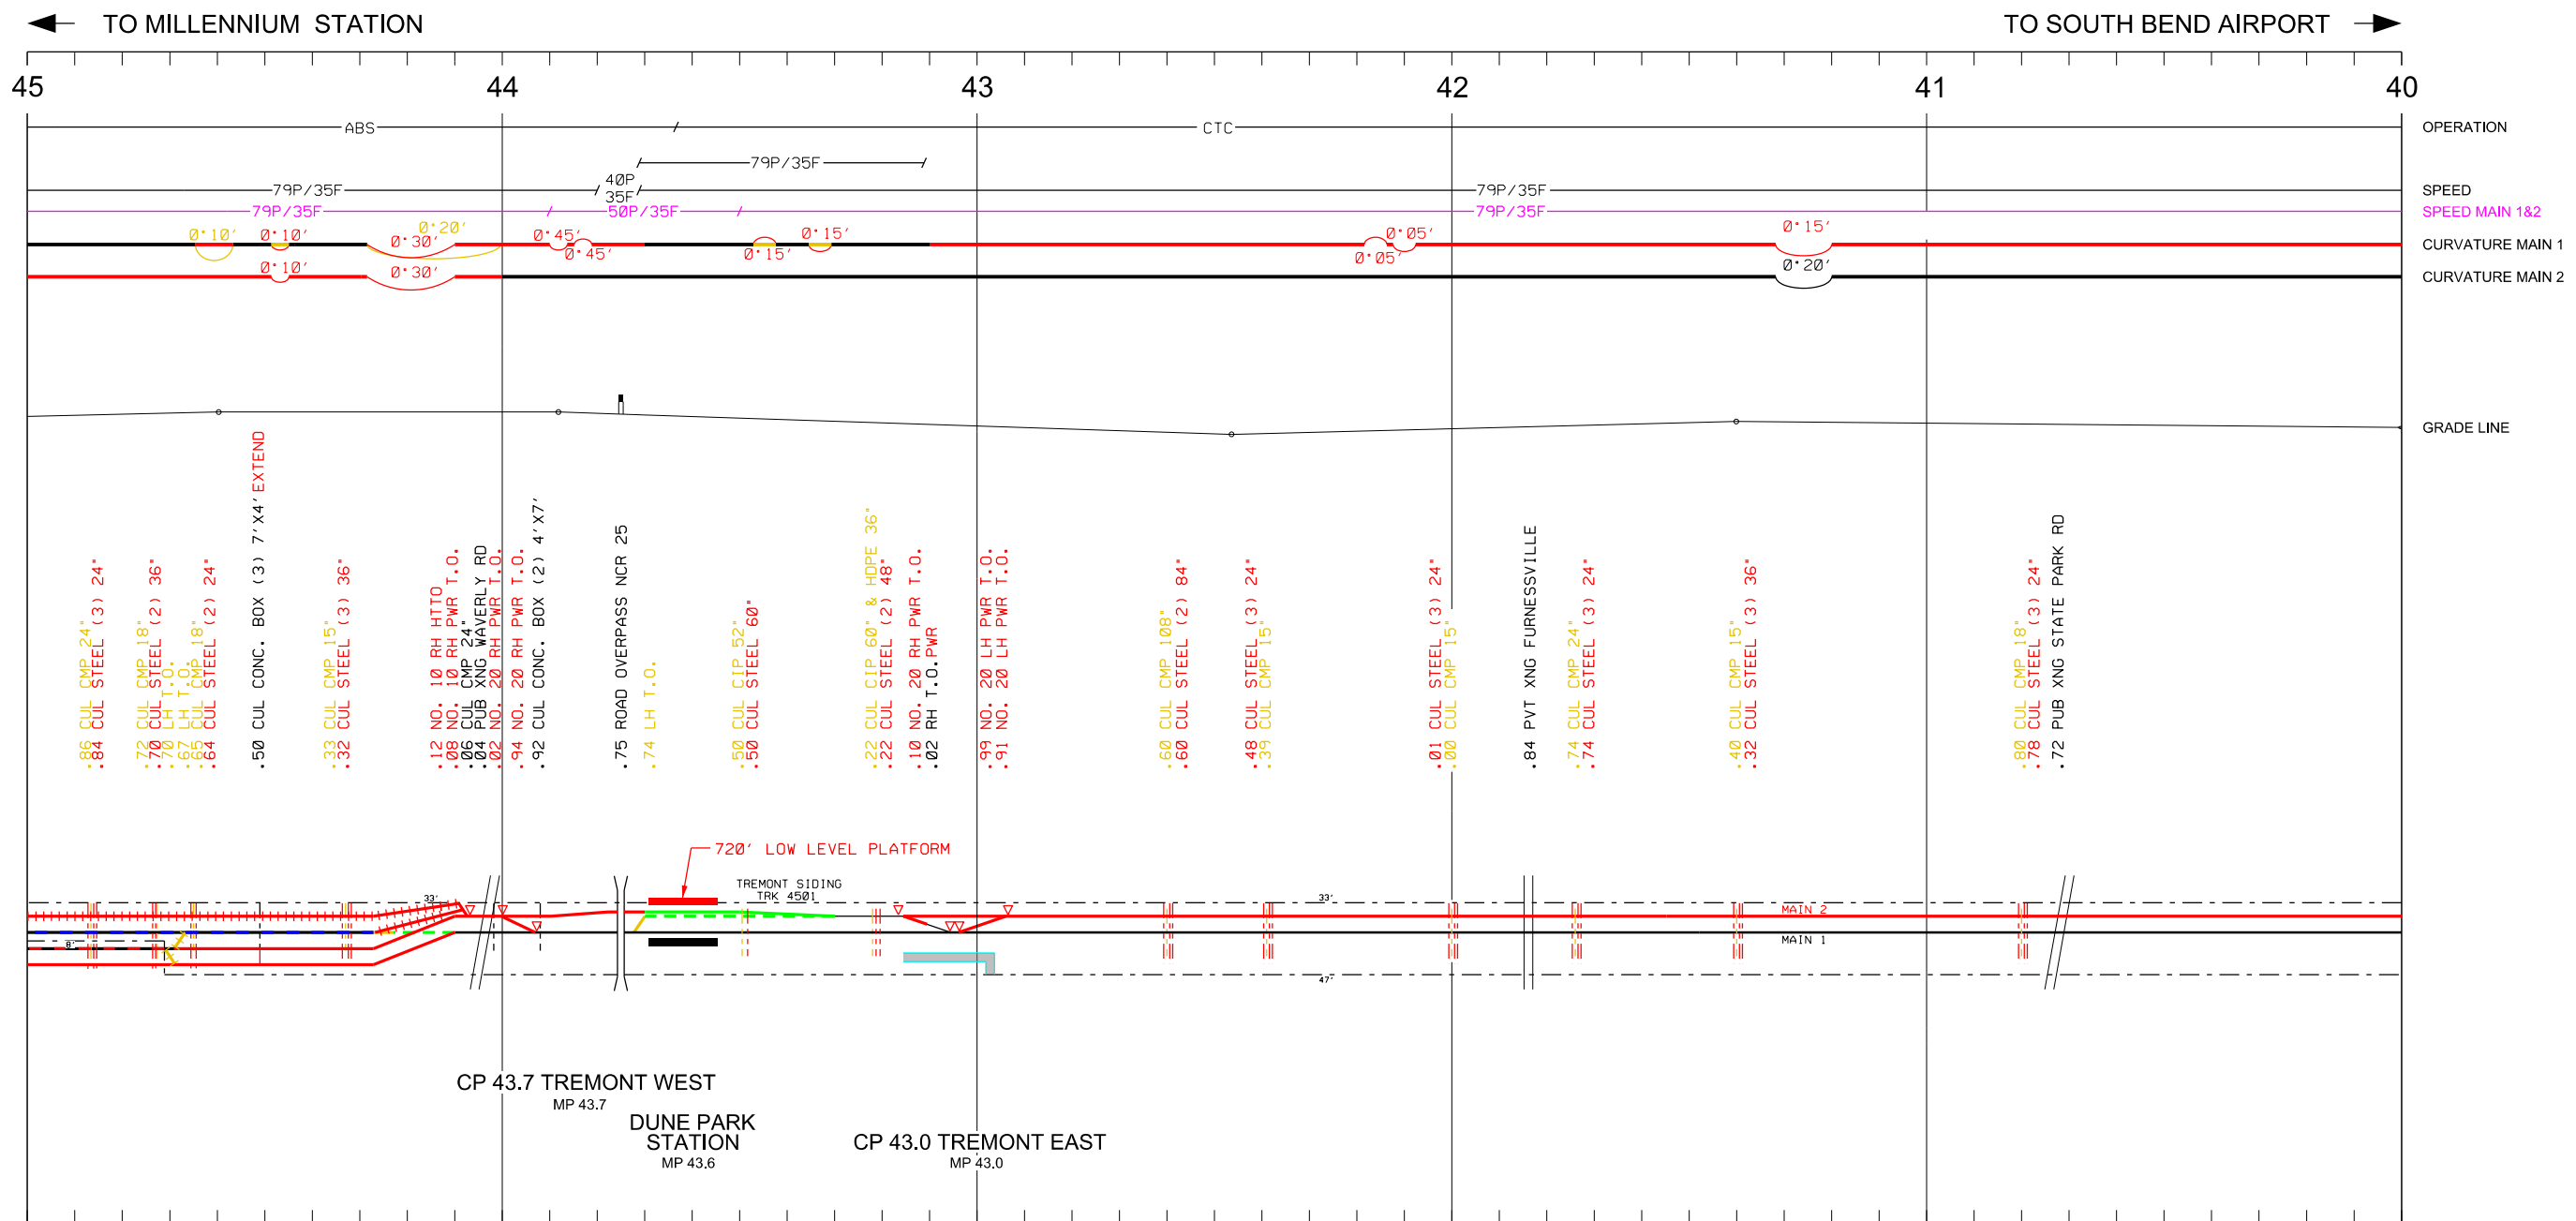 TO MILLENNIUM STATION
TO SOUTH BEND AIRPORT
45
44
43
42
41
40
ABS
CTC
OPERATION
79P/35F
79P/35F
40P
35F
79P/35F
SPEED
79P/35F
50P/35F
79P/35F
SPEED MAIN 1&2
0°10'
0°10'
0°20'
0°30'
0°45'
0°45'
0°15'
0°15'
0°05'
0°05'
0°15'
CURVATURE MAIN 1
0°10'
0°30'
0°20'
CURVATURE MAIN 2
GRADE LINE
.86 CUL CMP 24"
.84 CUL STEEL (3) 24"
.72 CUL CMP 18"
.70 CUL STEEL (2) 36"
.70 LH T.O.
.67 LH T.O.
.65 CUL CMP 18"
.64 CUL STEEL (2) 24"
.50 CUL CONC. BOX (3) 7'X4' EXTEND
.33 CUL CMP 15"
.32 CUL STEEL (3) 36"
.12 NO. 10 RH HTTO
.08 NO. 10 RH PWR T.O.
.06 CUL CMP 24"
.04 PUB XNG WAVERLY RD
.02 NO. 20 RH PWR T.O.
.94 NO. 20 RH PWR T.O.
.92 CUL CONC. BOX (2) 4'X7'
.75 ROAD OVERPASS NCR 25
.74 LH T.O.
.50 CUL CIP 52"
.50 CUL STEEL 60"
.22 CUL CIP 60" & HDPE 36"
.22 CUL STEEL (2) 48"
.10 NO. 20 RH PWR T.O.
.02 RH T.O. PWR
.99 NO. 20 LH PWR T.O.
.91 NO. 20 LH PWR T.O.
.60 CUL CMP 108"
.60 CUL STEEL (2) 84"
.48 CUL STEEL (3) 24"
.39 CUL CMP 15"
.01 CUL STEEL (3) 24"
.00 CUL CMP 15"
.84 PVT XNG FURNESSVILLE
.74 CUL CMP 24"
.74 CUL STEEL (3) 24"
.40 CUL CMP 15"
.32 CUL STEEL (3) 36"
.80 CUL CMP 18"
.78 CUL STEEL (3) 24"
.72 PUB XNG STATE PARK RD
720' LOW LEVEL PLATFORM
TREMONT SIDING
TRK 4501
33'
33'
MAIN 2
MAIN 1
8'
47'
CP 43.7 TREMONT WEST
MP 43.7
DUNE PARK
STATION
MP 43.6
CP 43.0 TREMONT EAST
MP 43.0